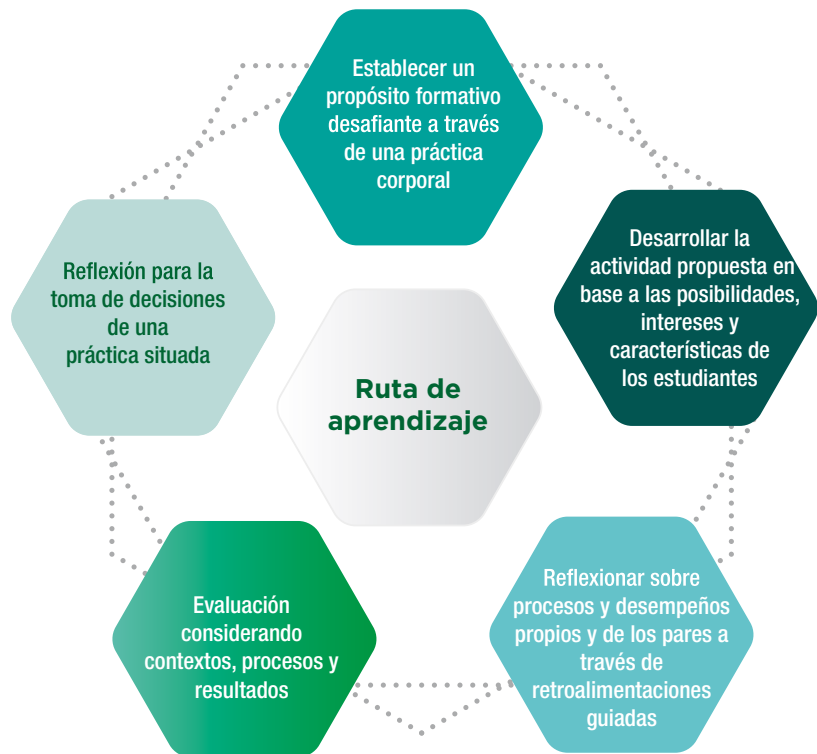 Establecer un
propósito formativo
desafiante a través
de una práctica
corporal
Desarrollar la
actividad propuesta en
base a las posibilidades,
intereses y
características de
los estudiantes
Reflexionar sobre
procesos y desempeños
propios y de los pares a
través de
retroalimentaciones
guiadas
Evaluación
considerando
contextos, procesos y
resultados
Reflexión para la
toma de decisiones
de una
práctica situada
Ruta de
aprendizaje